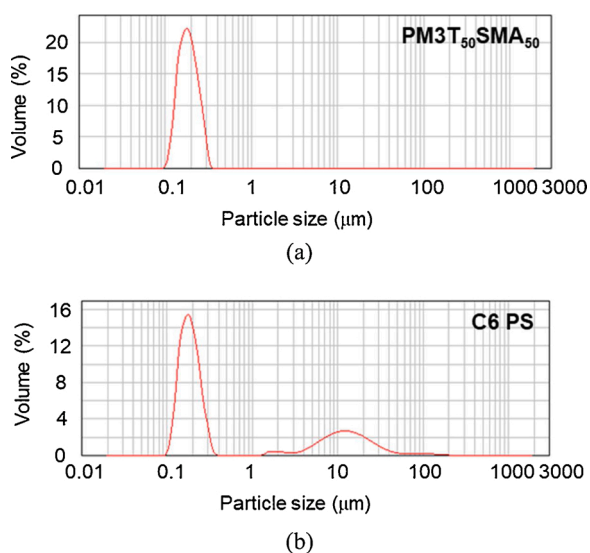 PM3T₅₀SMA₅₀
Volume (%)
20
15
10
5
0
0.01 0.1 1 10 100 1000 3000
Particle size (μm)
(a)
C6 PS
Volume (%)
16
12
8
4
0
0.01 0.1 1 10 100 1000 3000
Particle size (μm)
(b)